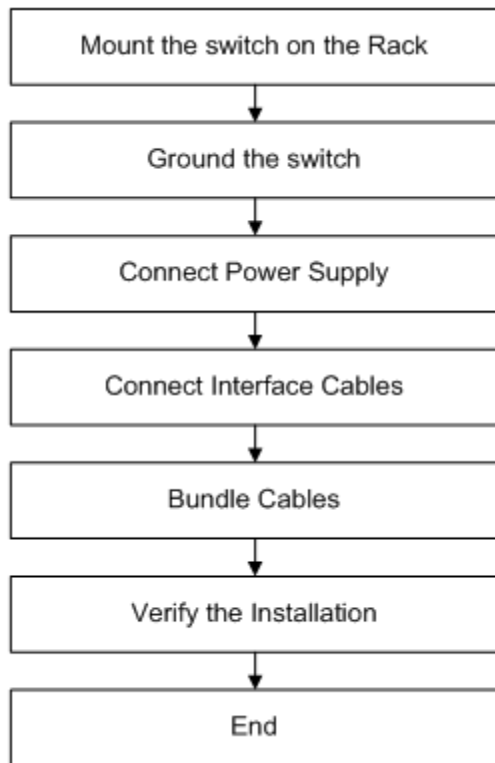 Mount the switch on the Rack
Ground the switch
Connect Power Supply
Connect Interface Cables
Bundle Cables
Verify the Installation
End